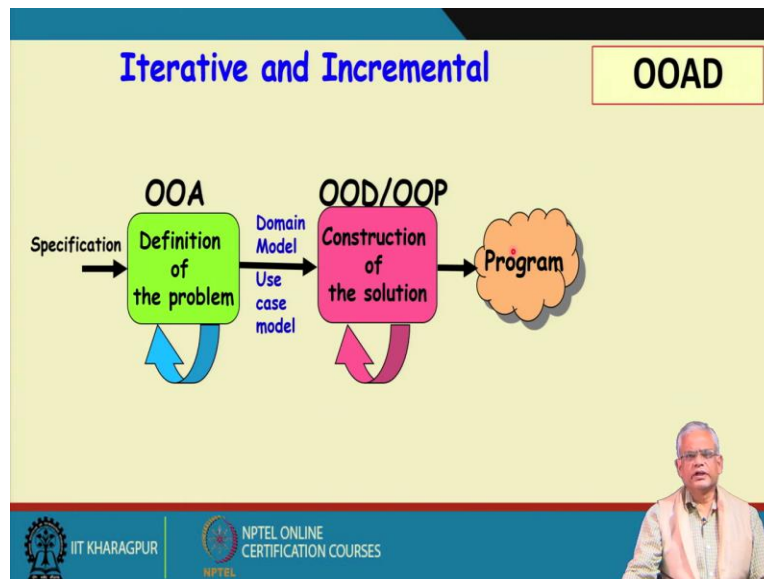 Iterative and Incremental
OOAD
OOA
OOD/OOP
Specification
Definition
of
the problem
Domain
Model
Use
case
model
Construction
of
the solution
Program
IIT KHARAGPUR
NPTEL
NPTEL ONLINE
CERTIFICATION COURSES